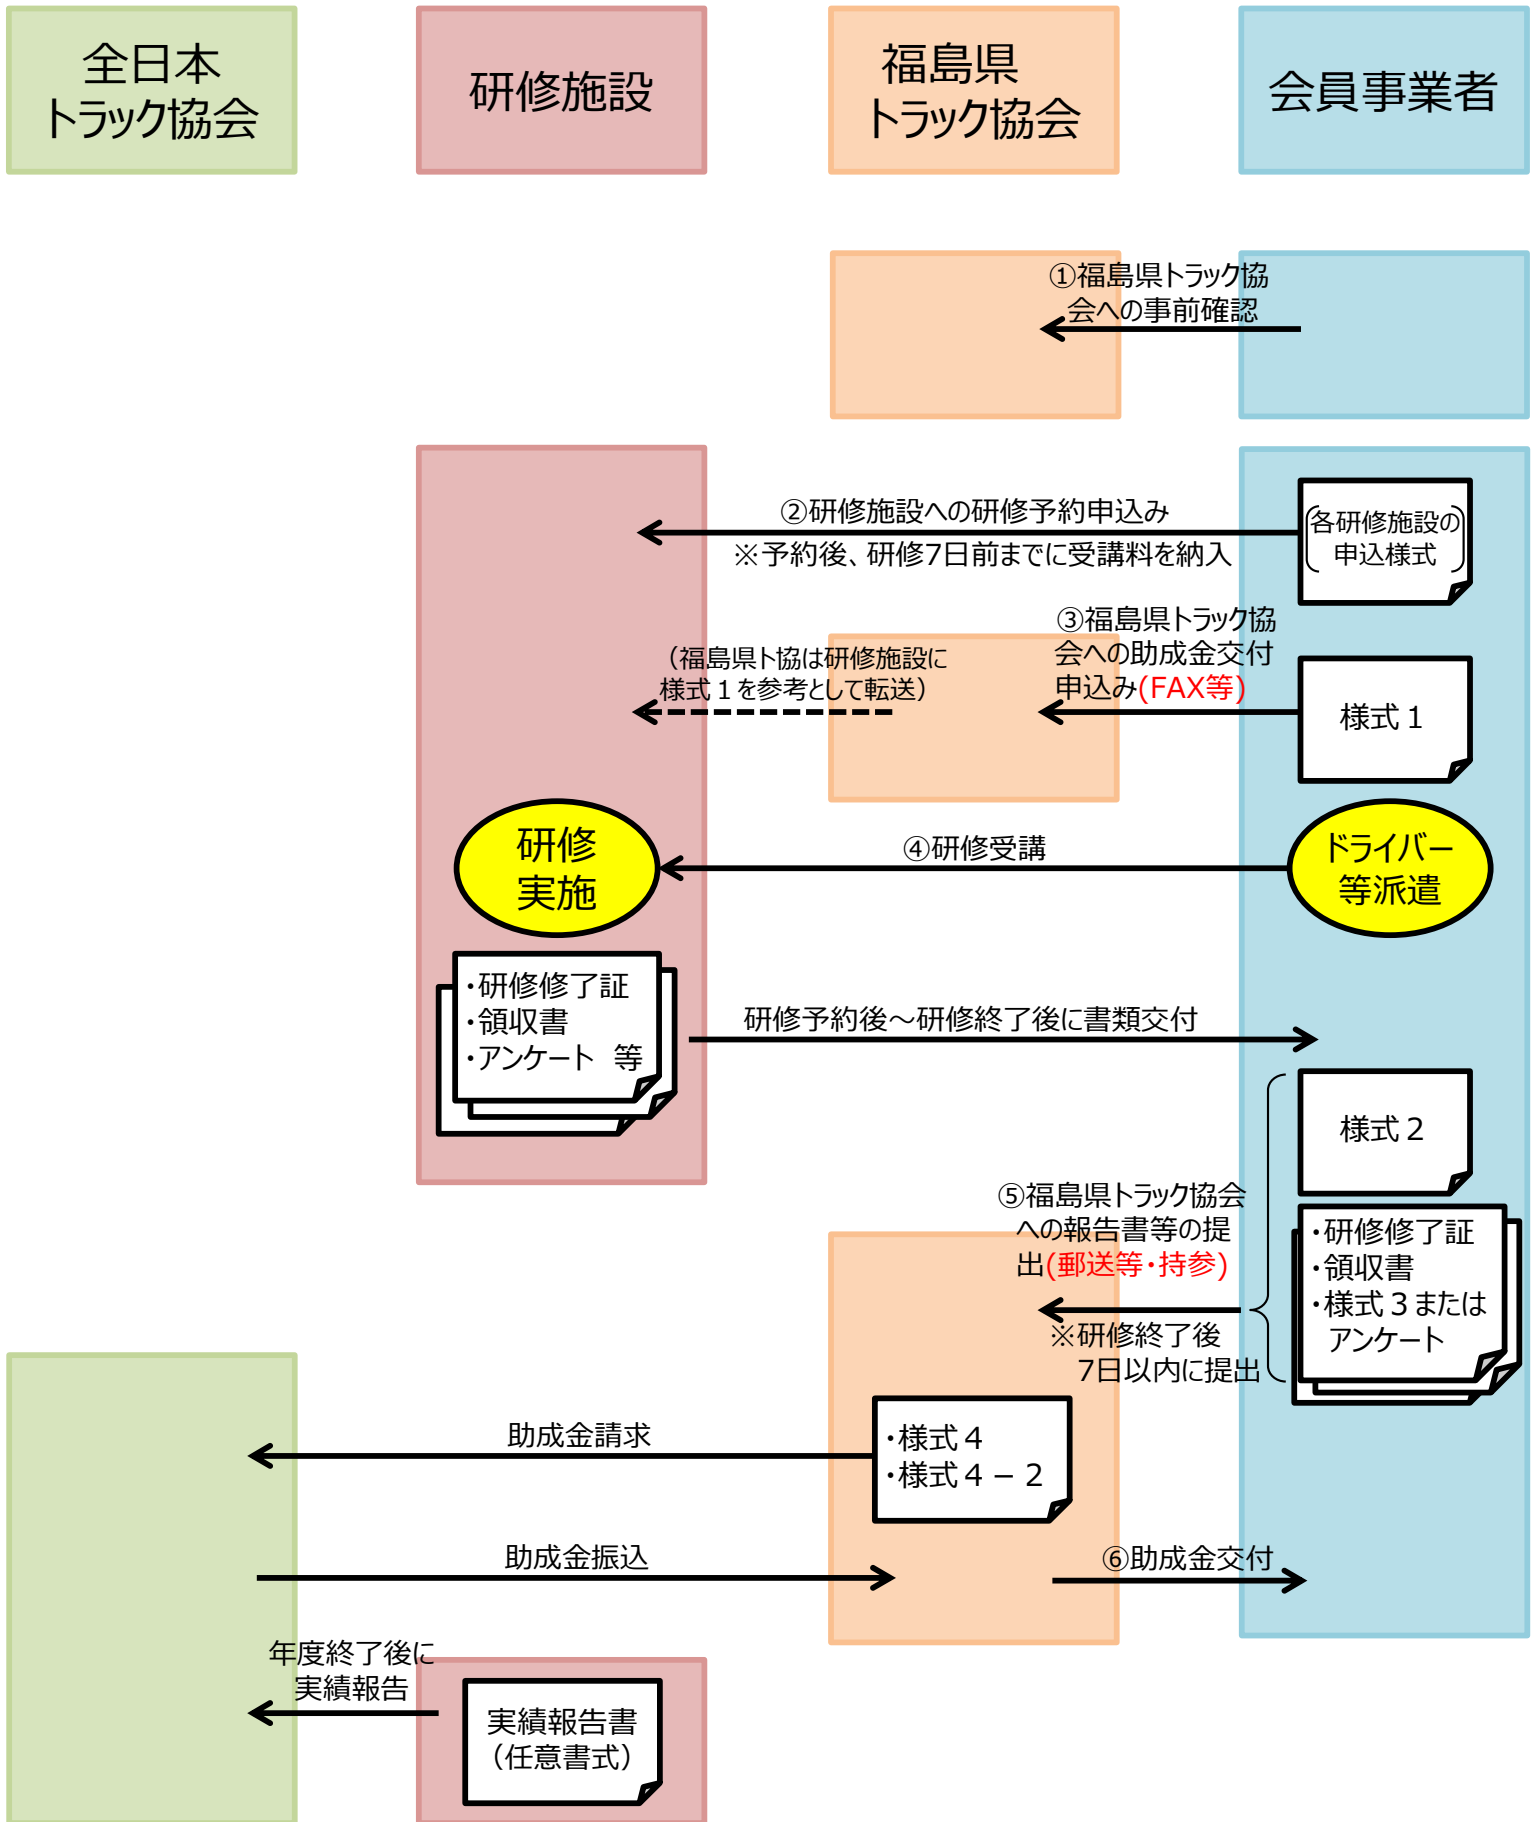 全日本
トラック協会
研修施設
福島県
トラック協会
会員事業者
①福島県トラック協
会への事前確認
②研修施設への研修予約申込み
※予約後、研修7日前までに受講料を納入
各研修施設の
申込様式
③福島県トラック協
会への助成金交付
申込み(FAX等)
（福島県ト協は研修施設に
様式１を参考として転送）
様式１
研修
実施
④研修受講
ドライバー
等派遣
・研修修了証
・領収書
・アンケート　等
研修予約後～研修終了後に書類交付
様式２
⑤福島県トラック協会
への報告書等の提
出(郵送等・持参)
※研修終了後
7日以内に提出
・研修修了証
・領収書
・様式３または
アンケート
助成金請求
・様式４
・様式４－２
助成金振込
⑥助成金交付
年度終了後に
実績報告
実績報告書
（任意書式）